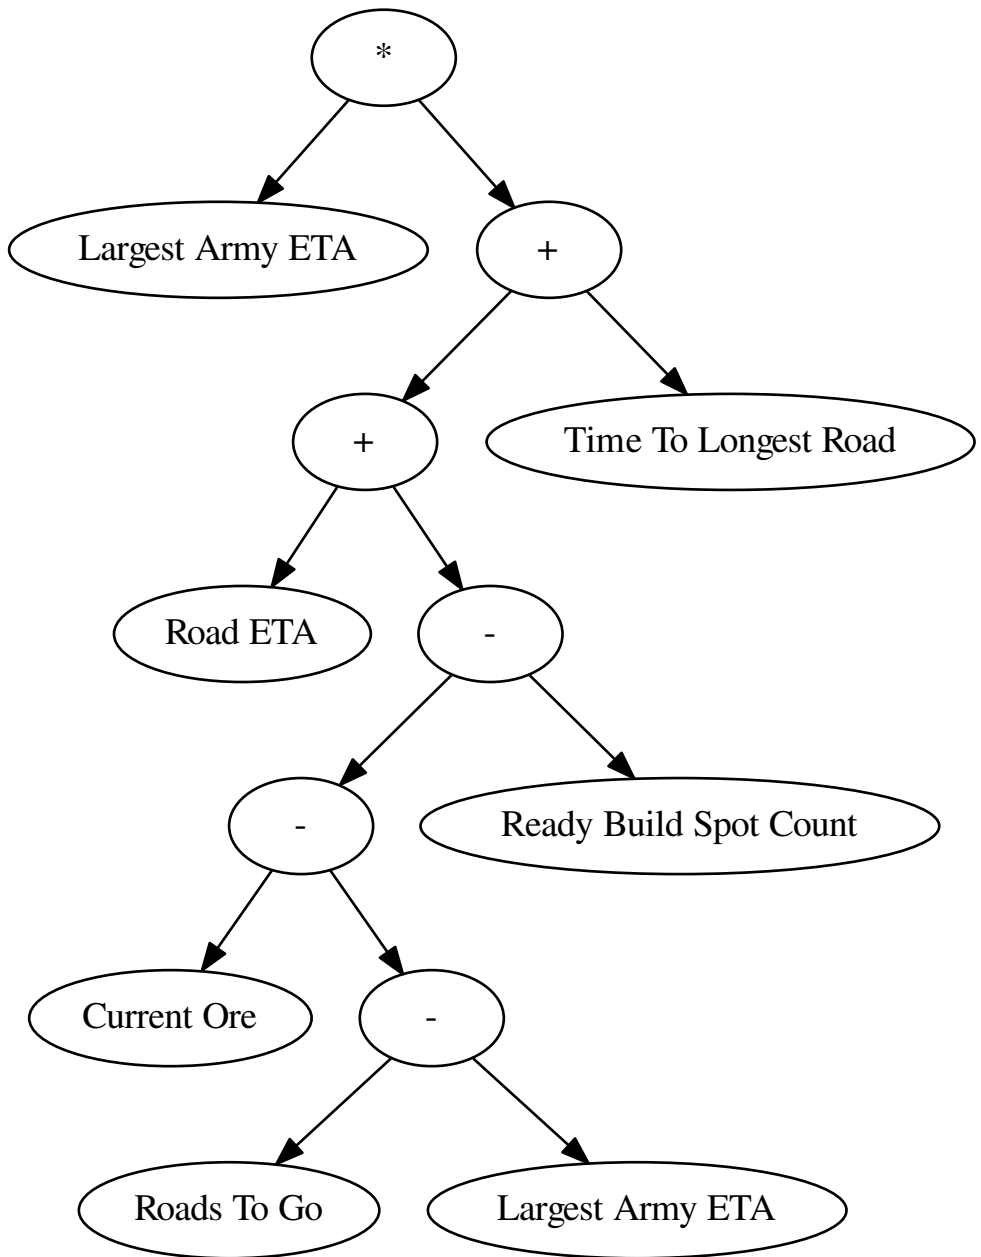 *
Largest Army ETA
+
+
Time To Longest Road
Road ETA
-
-
Ready Build Spot Count
Current Ore
-
Roads To Go
Largest Army ETA